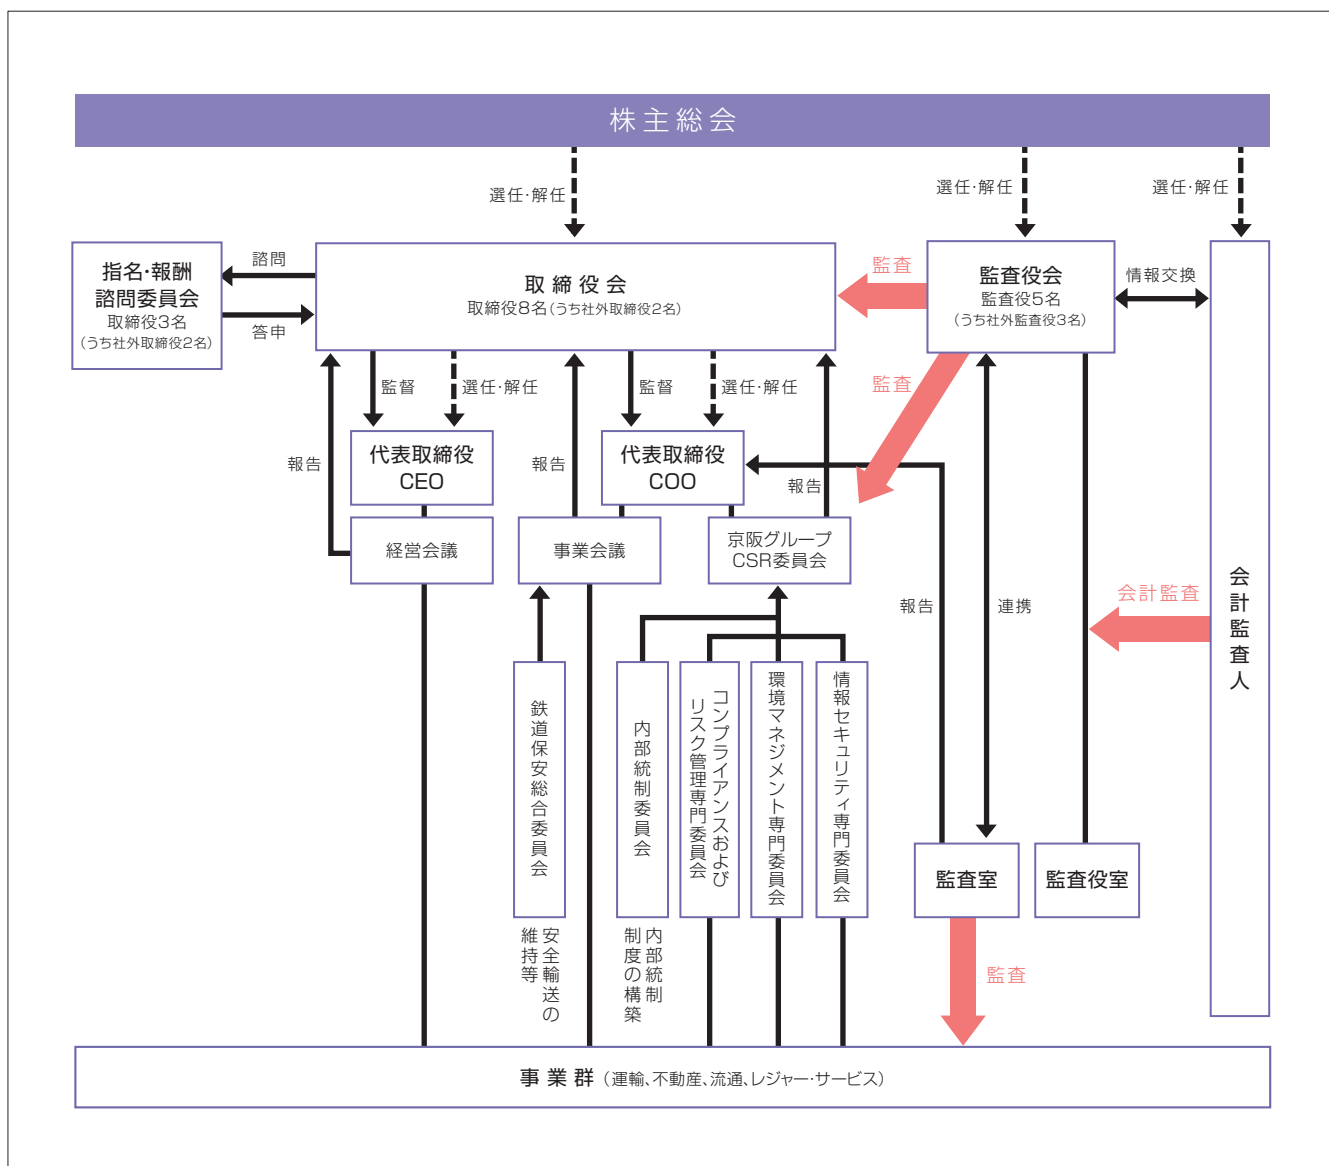 株主総会
選任・解任
選任・解任
選任・解任
指名・報酬
諮問委員会
取締役3名
（うち社外取締役2名）
諮問
答申
取締役会
取締役8名（うち社外取締役2名）
監査
監査役会
監査役5名
（うち社外監査役3名）
情報交換
監督
選任・解任
監督
選任・解任
監査
報告
代表取締役
CEO
報告
代表取締役
COO
報告
経営会議
事業会議
京阪グループ
CSR委員会
報告
連携
会計監査
会計監査人
鉄道保安総合委員会
内部統制委員会
コンプライアンスおよび
リスク管理専門委員会
環境マネジメント専門委員会
情報セキュリティ専門委員会
監査室
監査役室
安全輸送の
維持等
内部統制
制度の構築
監査
事業群（運輸、不動産、流通、レジャー・サービス）